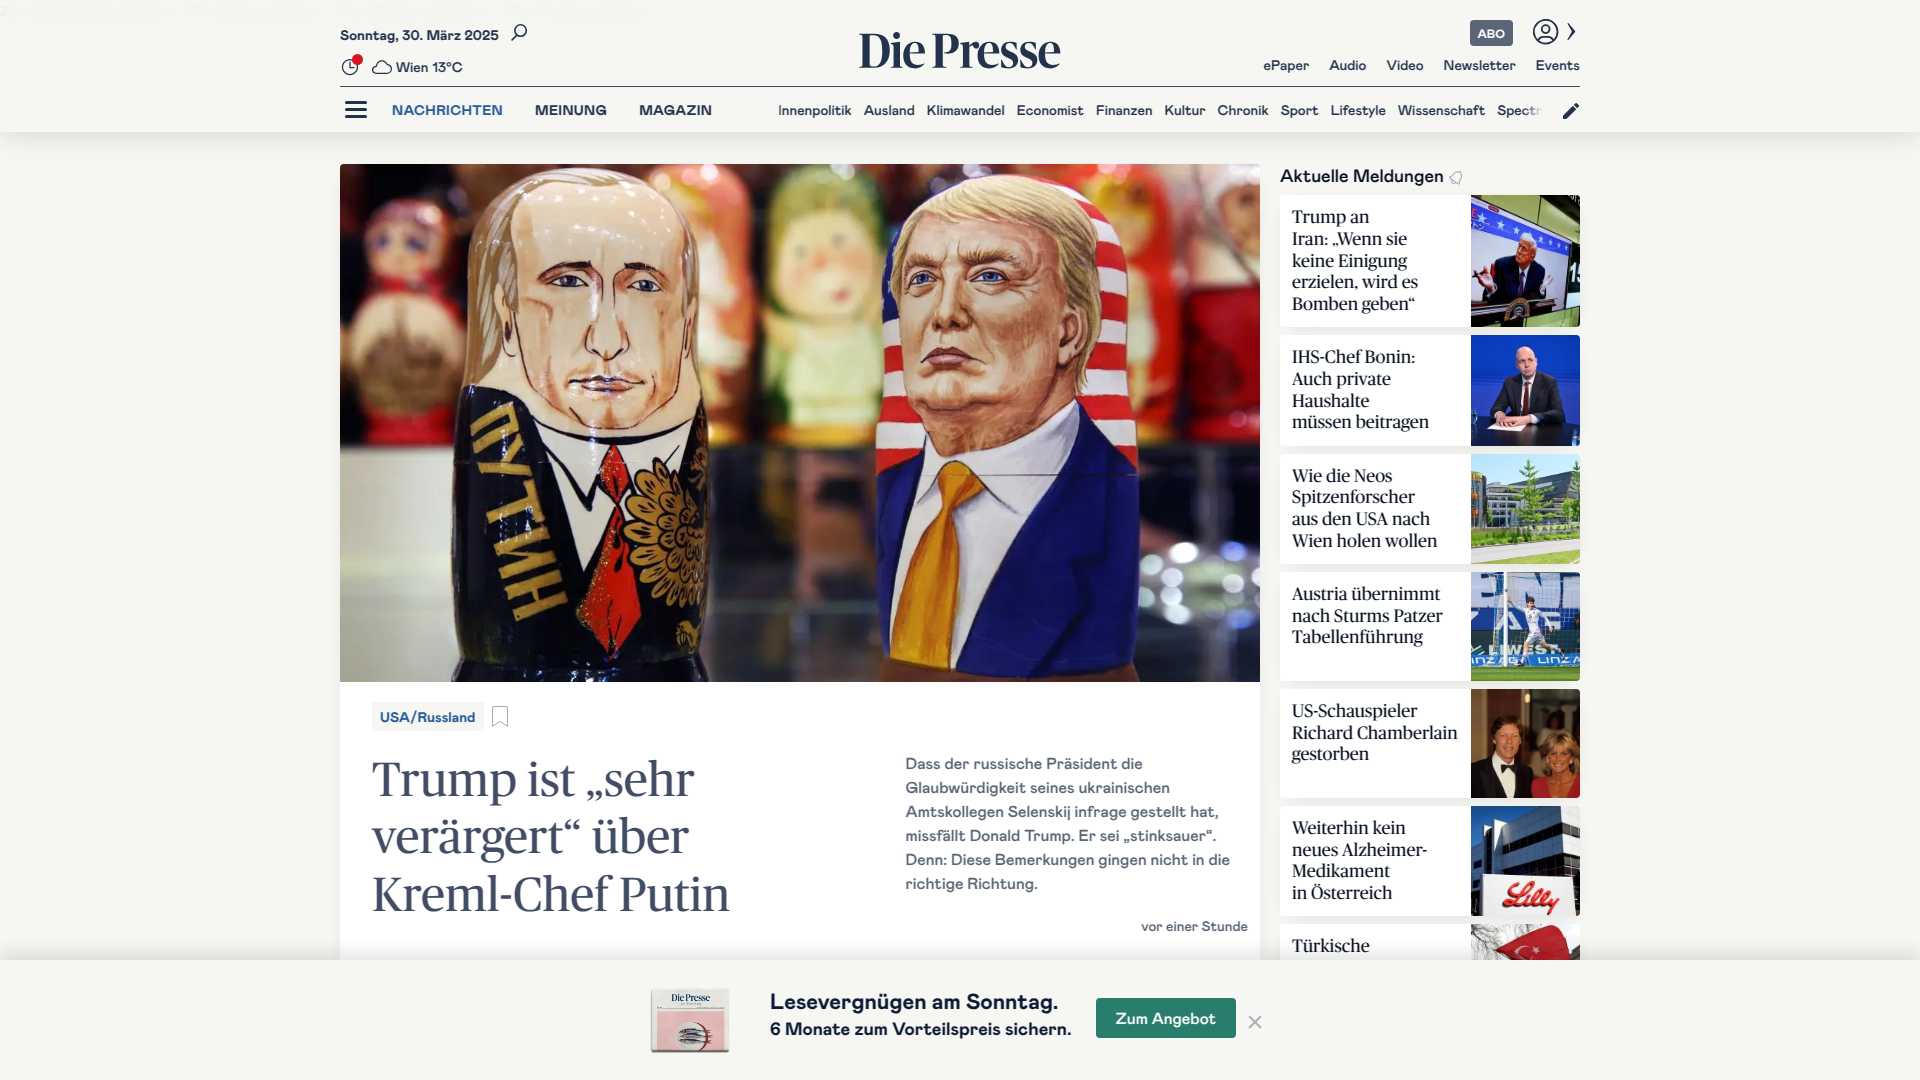 Sonntag, 30. März 2025
Wien 13°C
Die Presse
ABO
ePaper Audio Video Newsletter Events
NACHRICHTEN MEINUNG MAGAZIN
Innenpolitik Ausland Klimawandel Economist Finanzen Kultur Chronik Sport Lifestyle Wissenschaft
ПУТИН
USA/Russland
Trump ist „sehr
verärgert“ über
Kreml-Chef Putin
Dass der russische Präsident die
Glaubwürdigkeit seines ukrainischen
Amtskollegen Selenskij infrage gestellt hat,
missfällt Donald Trump. Er sei „stinksauer“.
Denn: Diese Bemerkungen gingen nicht in die
richtige Richtung.
vor einer Stunde
Aktuelle Meldungen
Trump an
Iran: „Wenn sie
keine Einigung
erzielen, wird es
Bomben geben“
IHS-Chef Bonin:
Auch private
Haushalte
müssen beitragen
Wie die Neos
Spitzenforscher
aus den USA nach
Wien holen wollen
Austria übernimmt
nach Sturms Patzer
Tabellenführung
LIWEST
LINZ AG LINZ A
US-Schauspieler
Richard Chamberlain
gestorben
Weiterhin kein
neues Alzheimer-
Medikament
in Österreich
Lilly
Türkische
Die Presse
Lesevergnügen am Sonntag.
6 Monate zum Vorteilspreis sichern.
Zum Angebot